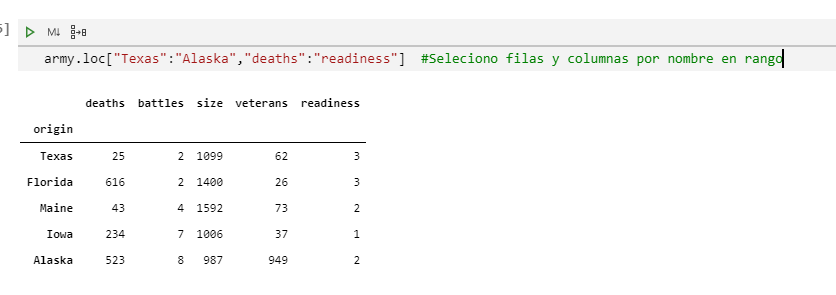 ]
M↓
army.loc["Texas":"Alaska","deaths":"readiness"]  #Seleciono filas y columnas por nombre en rango
deaths battles size veterans readiness
origin
Texas 25 2 1099 62 3
Florida 616 2 1400 26 3
Maine 43 4 1592 73 2
Iowa 234 7 1006 37 1
Alaska 523 8 987 949 2